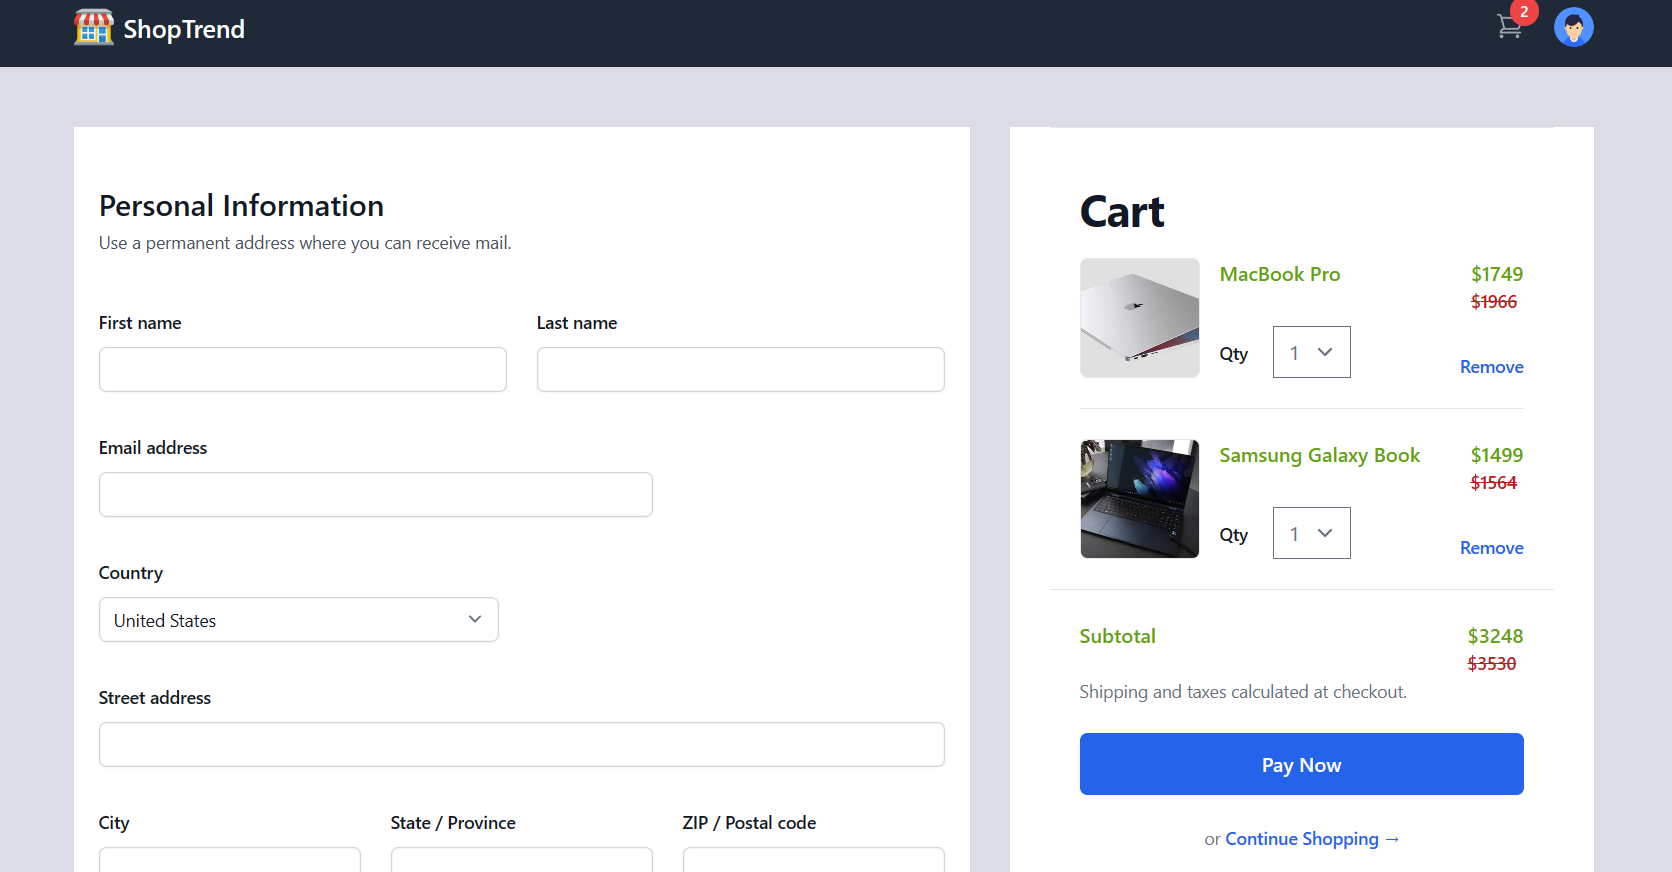 ShopTrend
2
Personal Information
Use a permanent address where you can receive mail.
First name
Last name
Email address
Country
United States
Street address
City
State / Province
ZIP / Postal code
Cart
MacBook Pro
$1749
$1966
Qty
1
Remove
Samsung Galaxy Book
$1499
$1564
Qty
1
Remove
Subtotal
$3248
$3530
Shipping and taxes calculated at checkout.
Pay Now
or Continue Shopping →